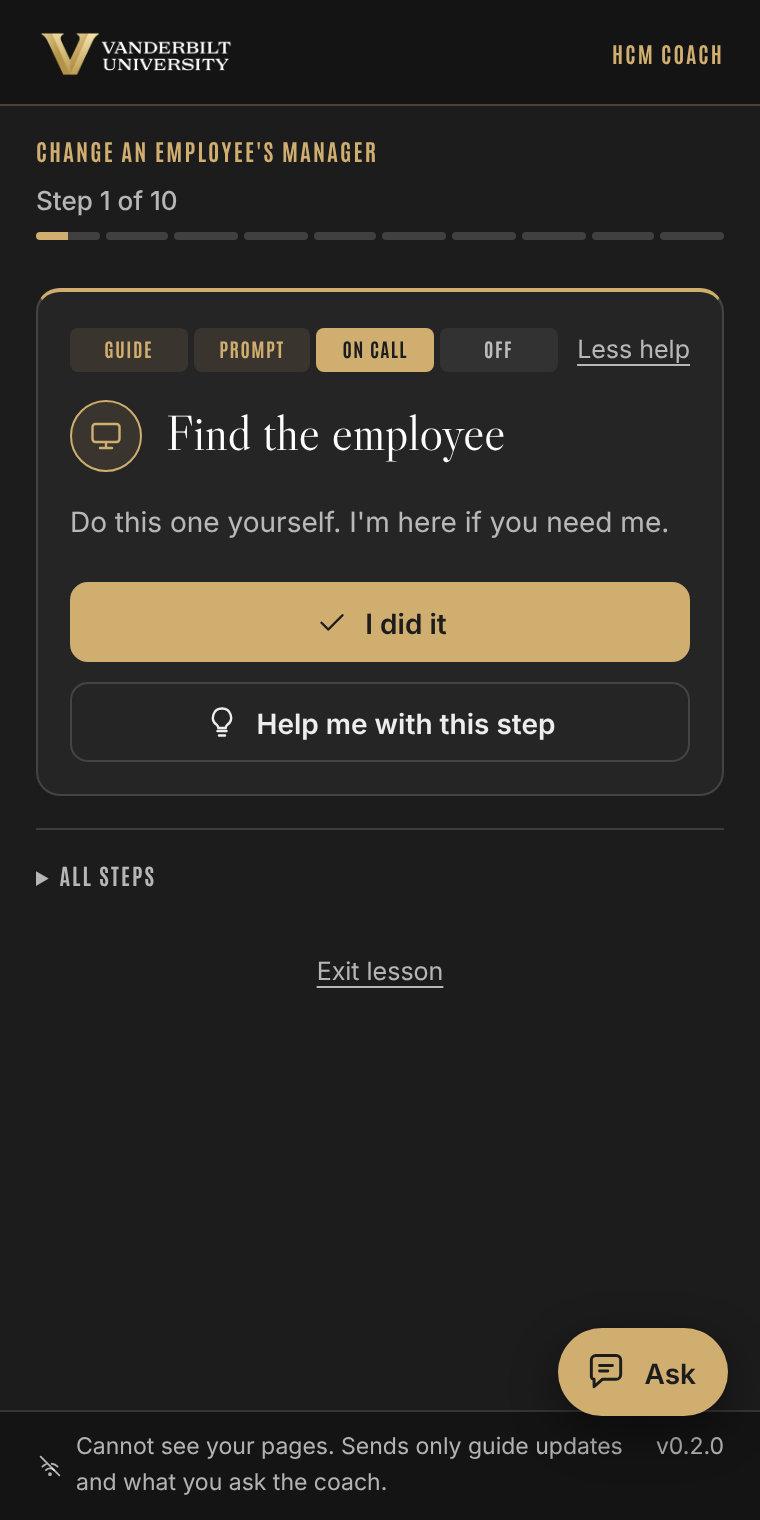 VANDERBILT
UNIVERSITY
HCM COACH
CHANGE AN EMPLOYEE'S MANAGER
Step 1 of 10
GUIDE PROMPT ON CALL OFF Less help
Find the employee
Do this one yourself. I'm here if you need me.
I did it
Help me with this step
ALL STEPS
Exit lesson
Ask
Cannot see your pages. Sends only guide updates v0.2.0
and what you ask the coach.